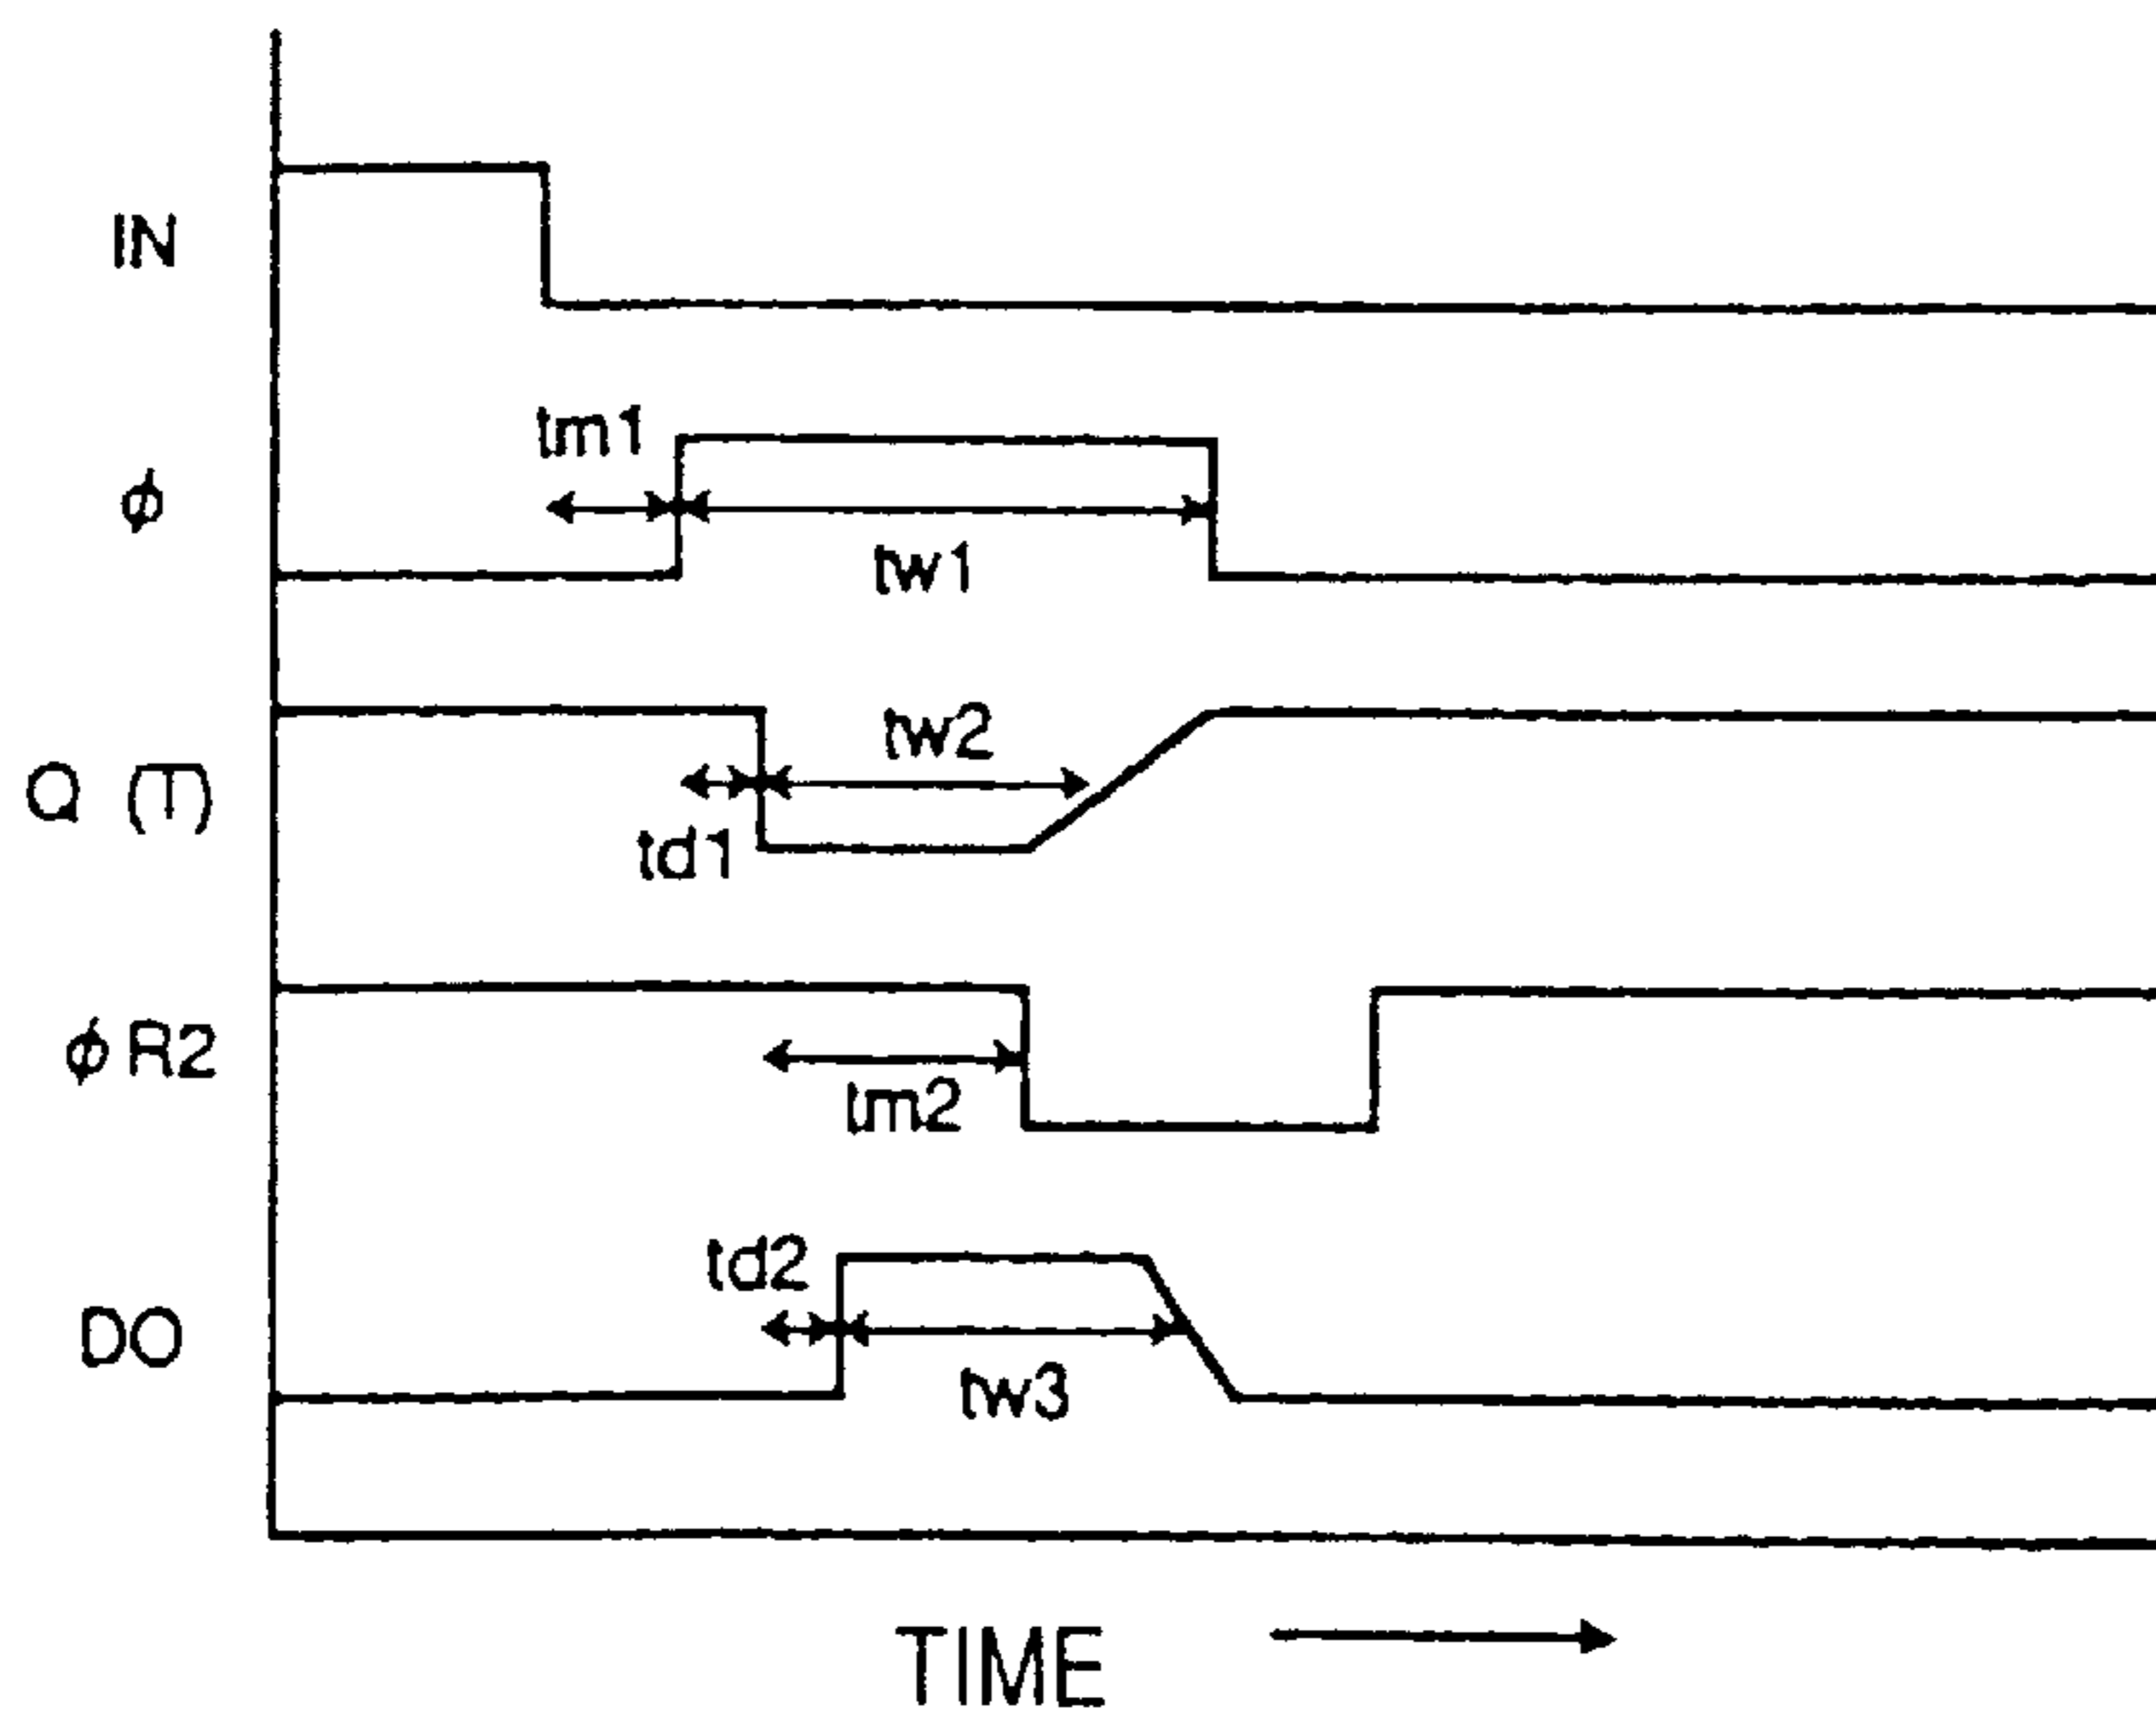 IN
tm1
ϕ
tw1
tw2
Q (T)
td1
ϕR2
tm2
td2
DO
tw3
TIME